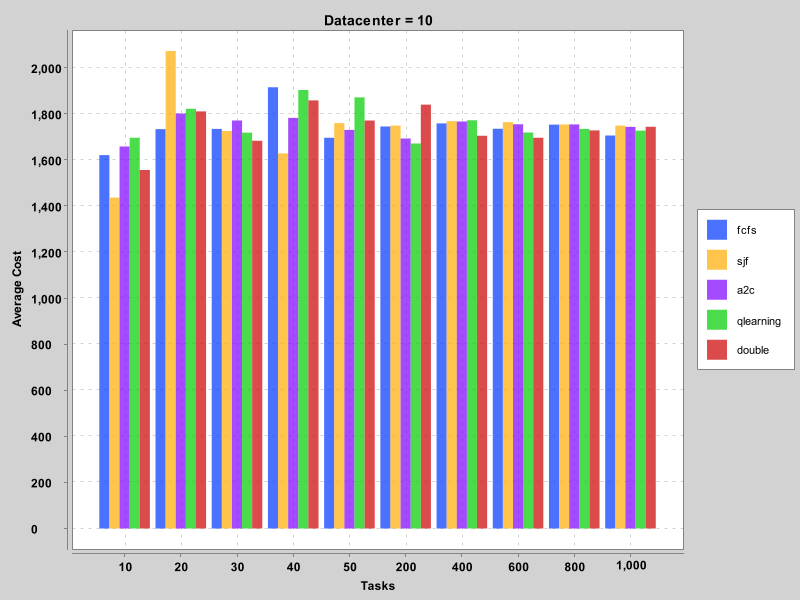 Datacenter = 10
Average Cost
2,000
1,800
1,600
1,400
1,200
1,000
800
600
400
200
0
10 20 30 40 50 200 400 600 800 1,000
Tasks
fcfs
sjf
a2c
qlearning
double